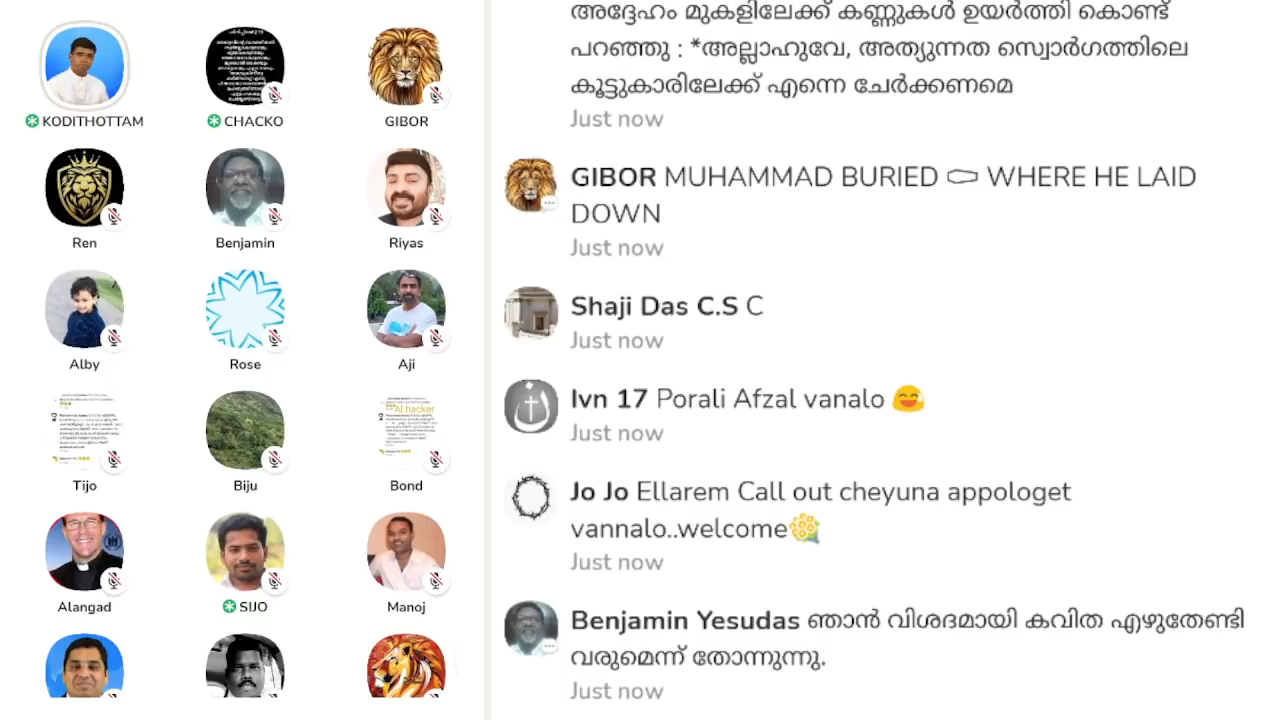 KODITHOTTAM
CHACKO
GIBOR
Ren
Benjamin
Riyas
Alby
Rose
Aji
Tijo
Biju
AI hacker
Bond
Alangad
SIJO
Manoj
അദ്ദേഹം മുകളിലേക്ക് കണ്ണുകൾ ഉയർത്തി കൊണ്ട്
പറഞ്ഞു : *അല്ലാഹുവേ, അത്യുന്നത സ്വൊർഗത്തിലെ
കൂട്ടുകാരിലേക്ക് എന്നെ ചേർക്കണമെ
Just now
GIBOR MUHAMMAD BURIED ⚰ WHERE HE LAID
DOWN
Just now
Shaji Das C.S C
Just now
Ivn 17 Porali Afzal vanalo 😄
Just now
Jo Jo Ellarem Call out cheyuna appologet
vannalo..welcome💐
Just now
Benjamin Yesudas ഞാൻ വിശദമായി കവിത എഴുതേണ്ടി
വരുമെന്ന് തോന്നുന്നു.
Just now